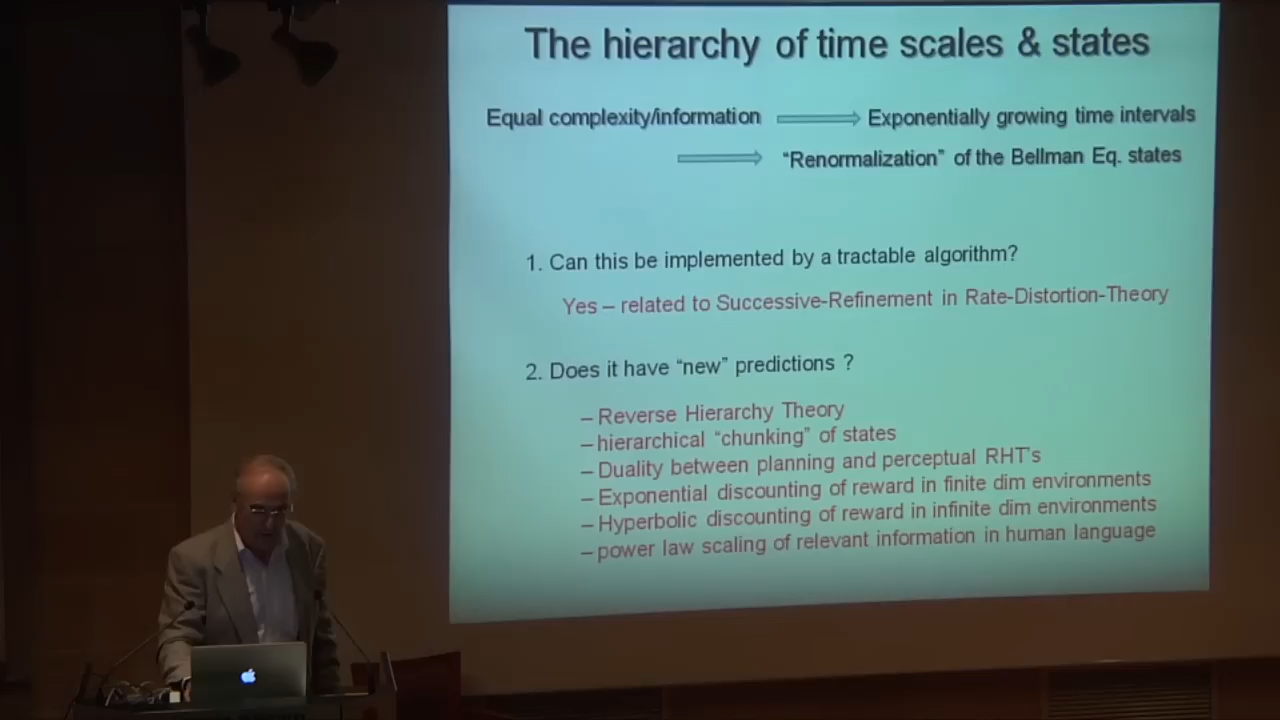 The hierarchy of time scales & states
Equal complexity/information
Exponentially growing time intervals
“Renormalization” of the Bellman Eq. states
1. Can this be implemented by a tractable algorithm?
Yes – related to Successive-Refinement in Rate-Distortion-Theory
2. Does it have “new” predictions ?
– Reverse Hierarchy Theory
– hierarchical “chunking” of states
– Duality between planning and perceptual RHT's
– Exponential discounting of reward in finite dim environments
– Hyperbolic discounting of reward in infinite dim environments
– power law scaling of relevant information in human language